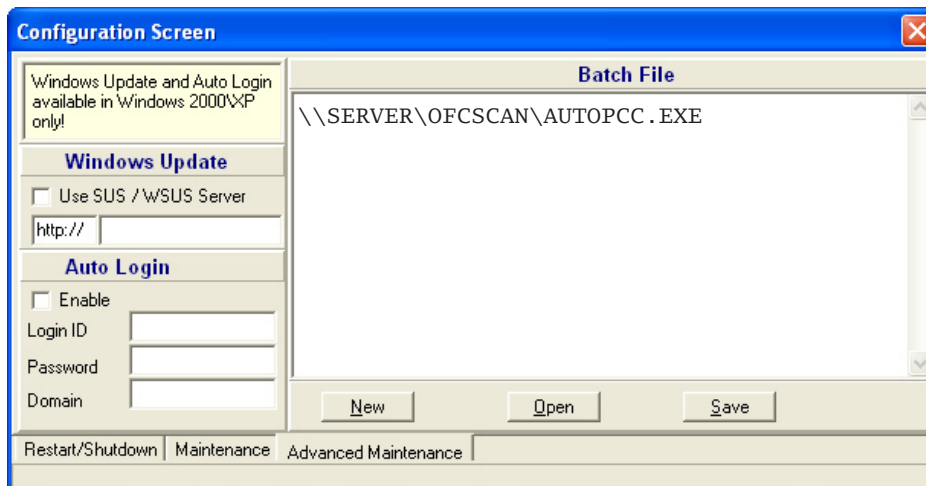 Configuration Screen
Windows Update and Auto Login
available in Windows 2000\XP
only!
Windows Update
Use SUS / WSUS Server
http://
Auto Login
Enable
Login ID
Password
Domain
Batch File
\\SERVER\OFCSCAN\AUTOPCC.EXE
New
Open
Save
Restart/Shutdown
Maintenance
Advanced Maintenance